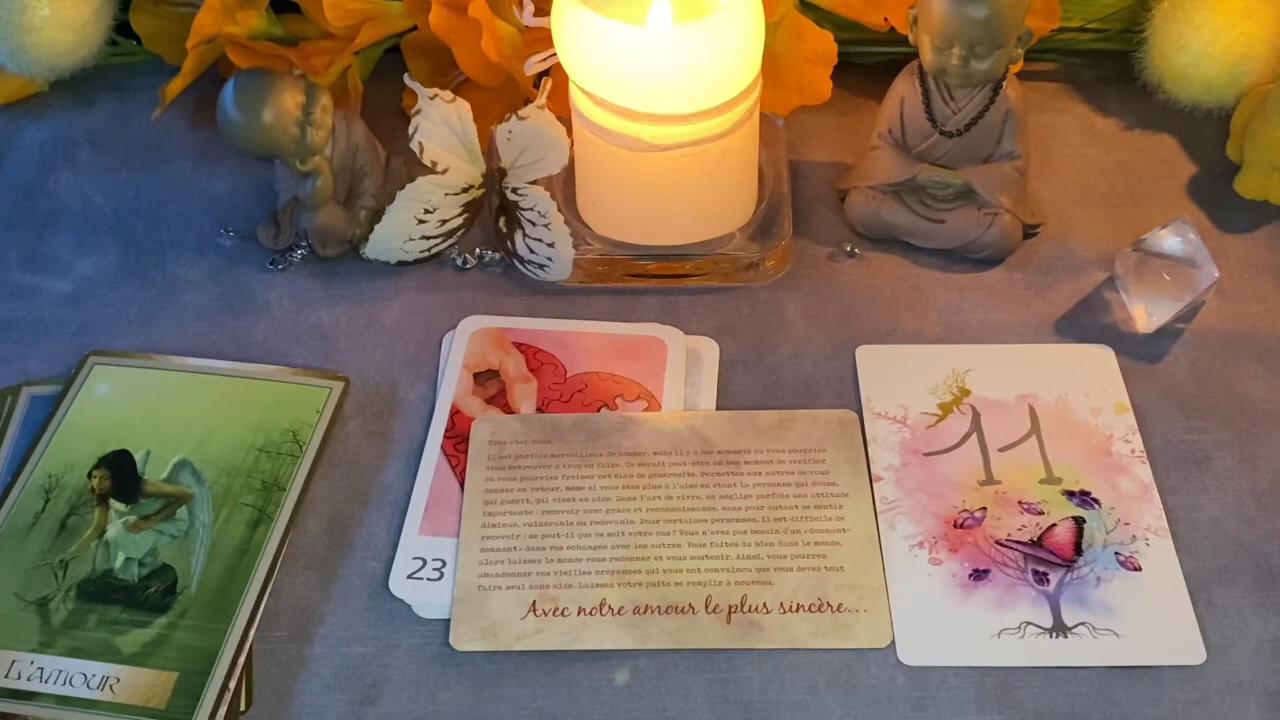 L'AMOUR
23
Très cher vous,
Il est parfois merveilleux de donner, mais il y a des moments où vous pourriez
vous retrouver à trop en faire. Ce serait peut-être un bon moment de vérifier
où vous pourriez freiner cet élan de générosité. Permettez aux autres de vous
donner en retour, même si vous êtes plus à l'aise en étant la personne qui donne,
qui guérit, qui vient en aide. Dans l'art de vivre, on néglige parfois une attitude
importante : recevoir avec grâce et reconnaissance, sans pour autant se sentir
diminué, vulnérable ou redevable. Pour certaines personnes, il est difficile de
recevoir : se peut-il que ce soit votre cas? Vous n'avez pas besoin d'un «donnant-
donnant» dans vos échanges avec les autres. Vous faites du bien dans le monde,
alors laissez le monde vous redonner et vous soutenir. Ainsi, vous pourrez
abandonner vos vieilles croyances qui vous ont convaincu que vous devez tout
faire seul sans aide. Laissez votre puits se remplir à nouveau.
Avec notre amour le plus sincère...
11